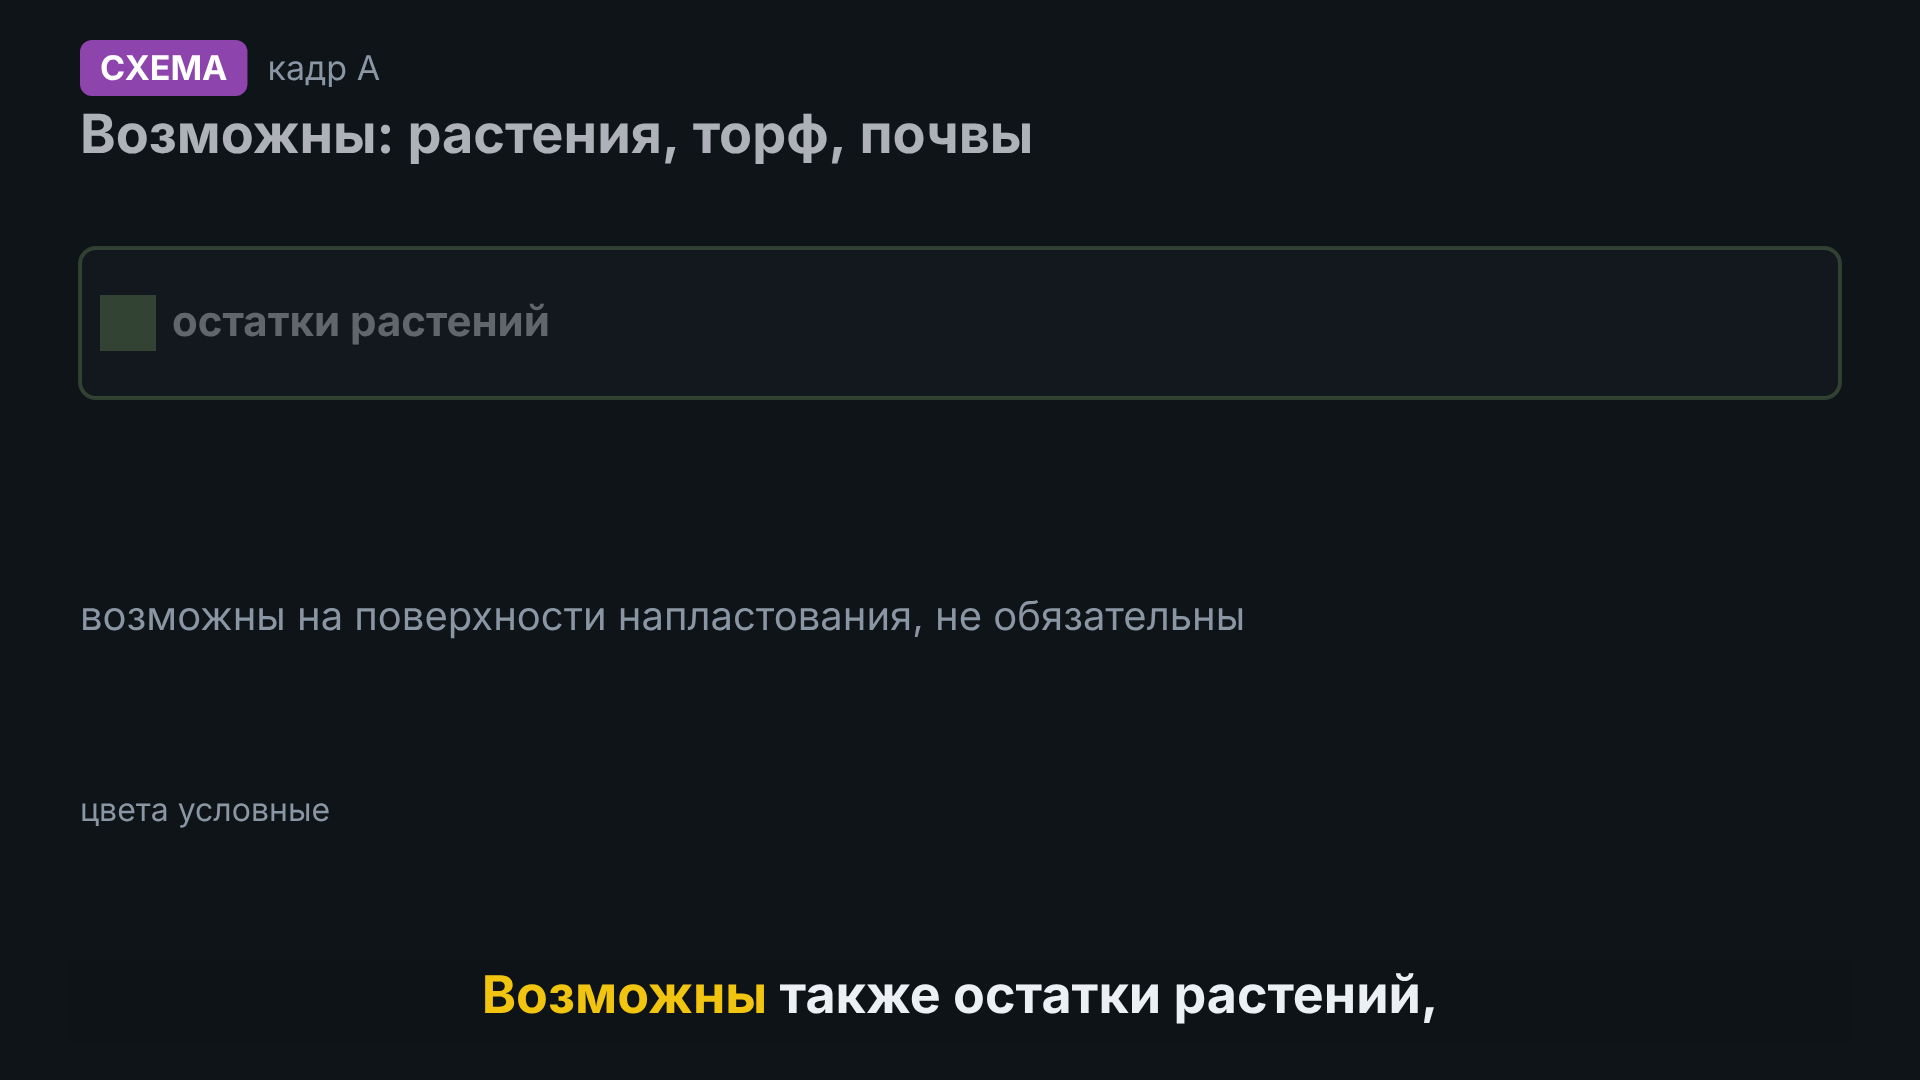 СХЕМА кадр А
Возможны: растения, торф, почвы
остатки растений
возможны на поверхности напластования, не обязательны
цвета условные
Возможны также остатки растений,